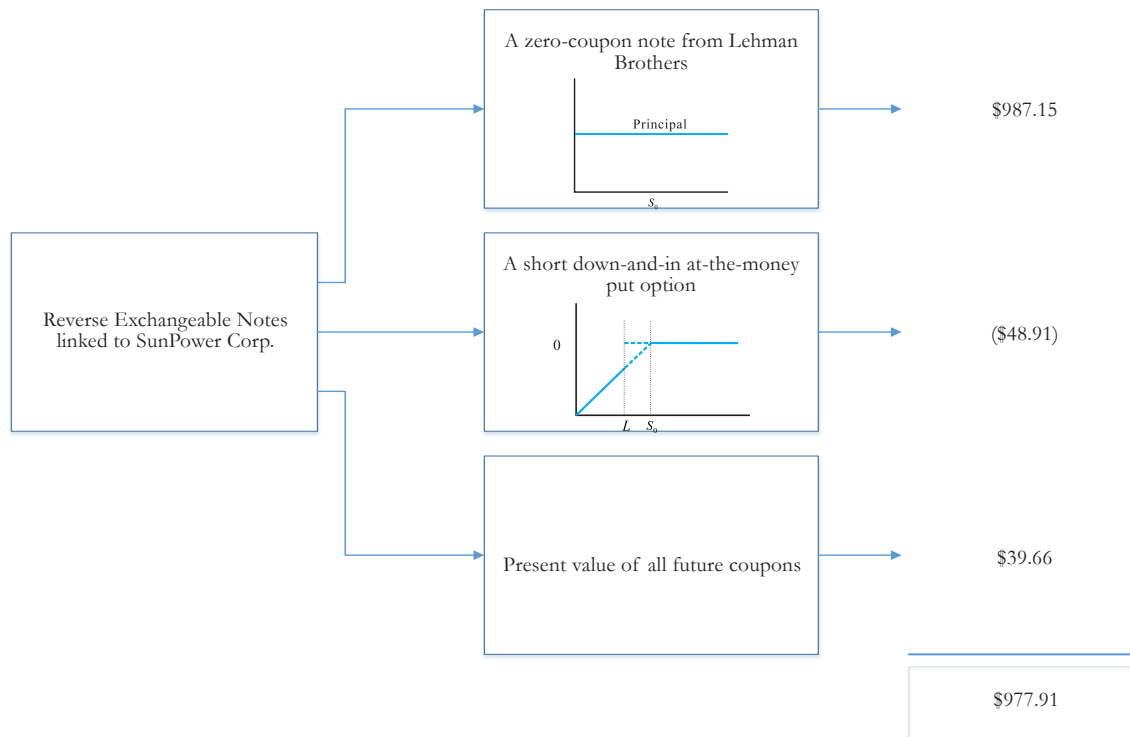 A zero-coupon note from Lehman
Brothers
Principal
S₀
$987.15
Reverse Exchangeable Notes
linked to SunPower Corp.
A short down-and-in at-the-money
put option
0
L S₀
($48.91)
Present value of all future coupons
$39.66
$977.91